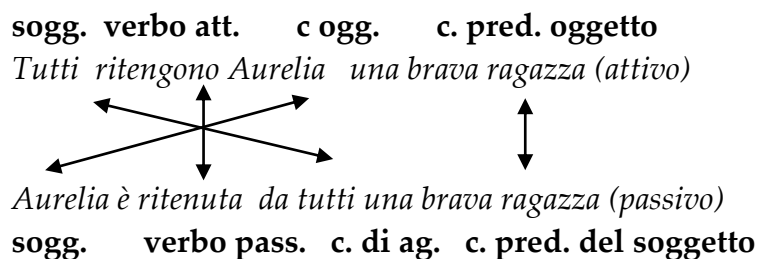 sogg. verbo att. c ogg. c. pred. oggetto
Tutti ritengono Aurelia una brava ragazza (attivo)
Aurelia è ritenuta da tutti una brava ragazza (passivo)
sogg. verbo pass. c. di ag. c. pred. del soggetto